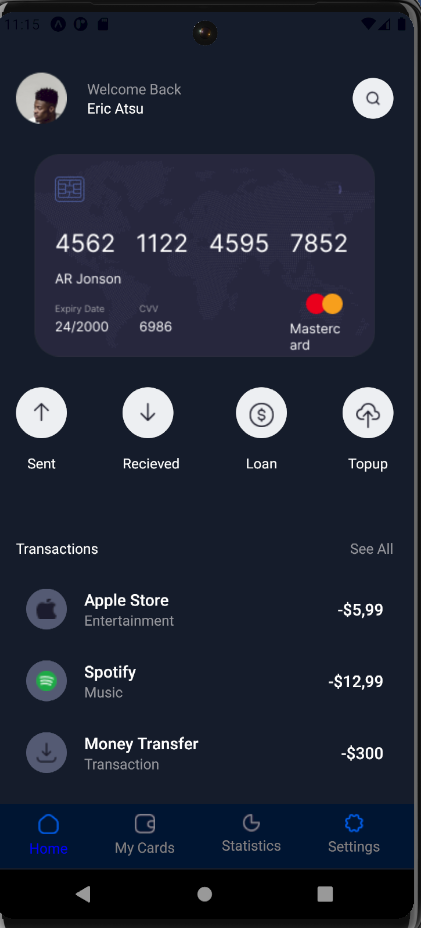 11:15
Welcome Back
Eric Atsu
4562 1122 4595 7852
AR Jonson
Expiry Date CVV
24/2000 6986
Masterc
ard
Sent Recieved Loan Topup
Transactions See All
Apple Store
Entertainment
-$5,99
Spotify
Music
-$12,99
Money Transfer
Transaction
-$300
Home My Cards Statistics Settings